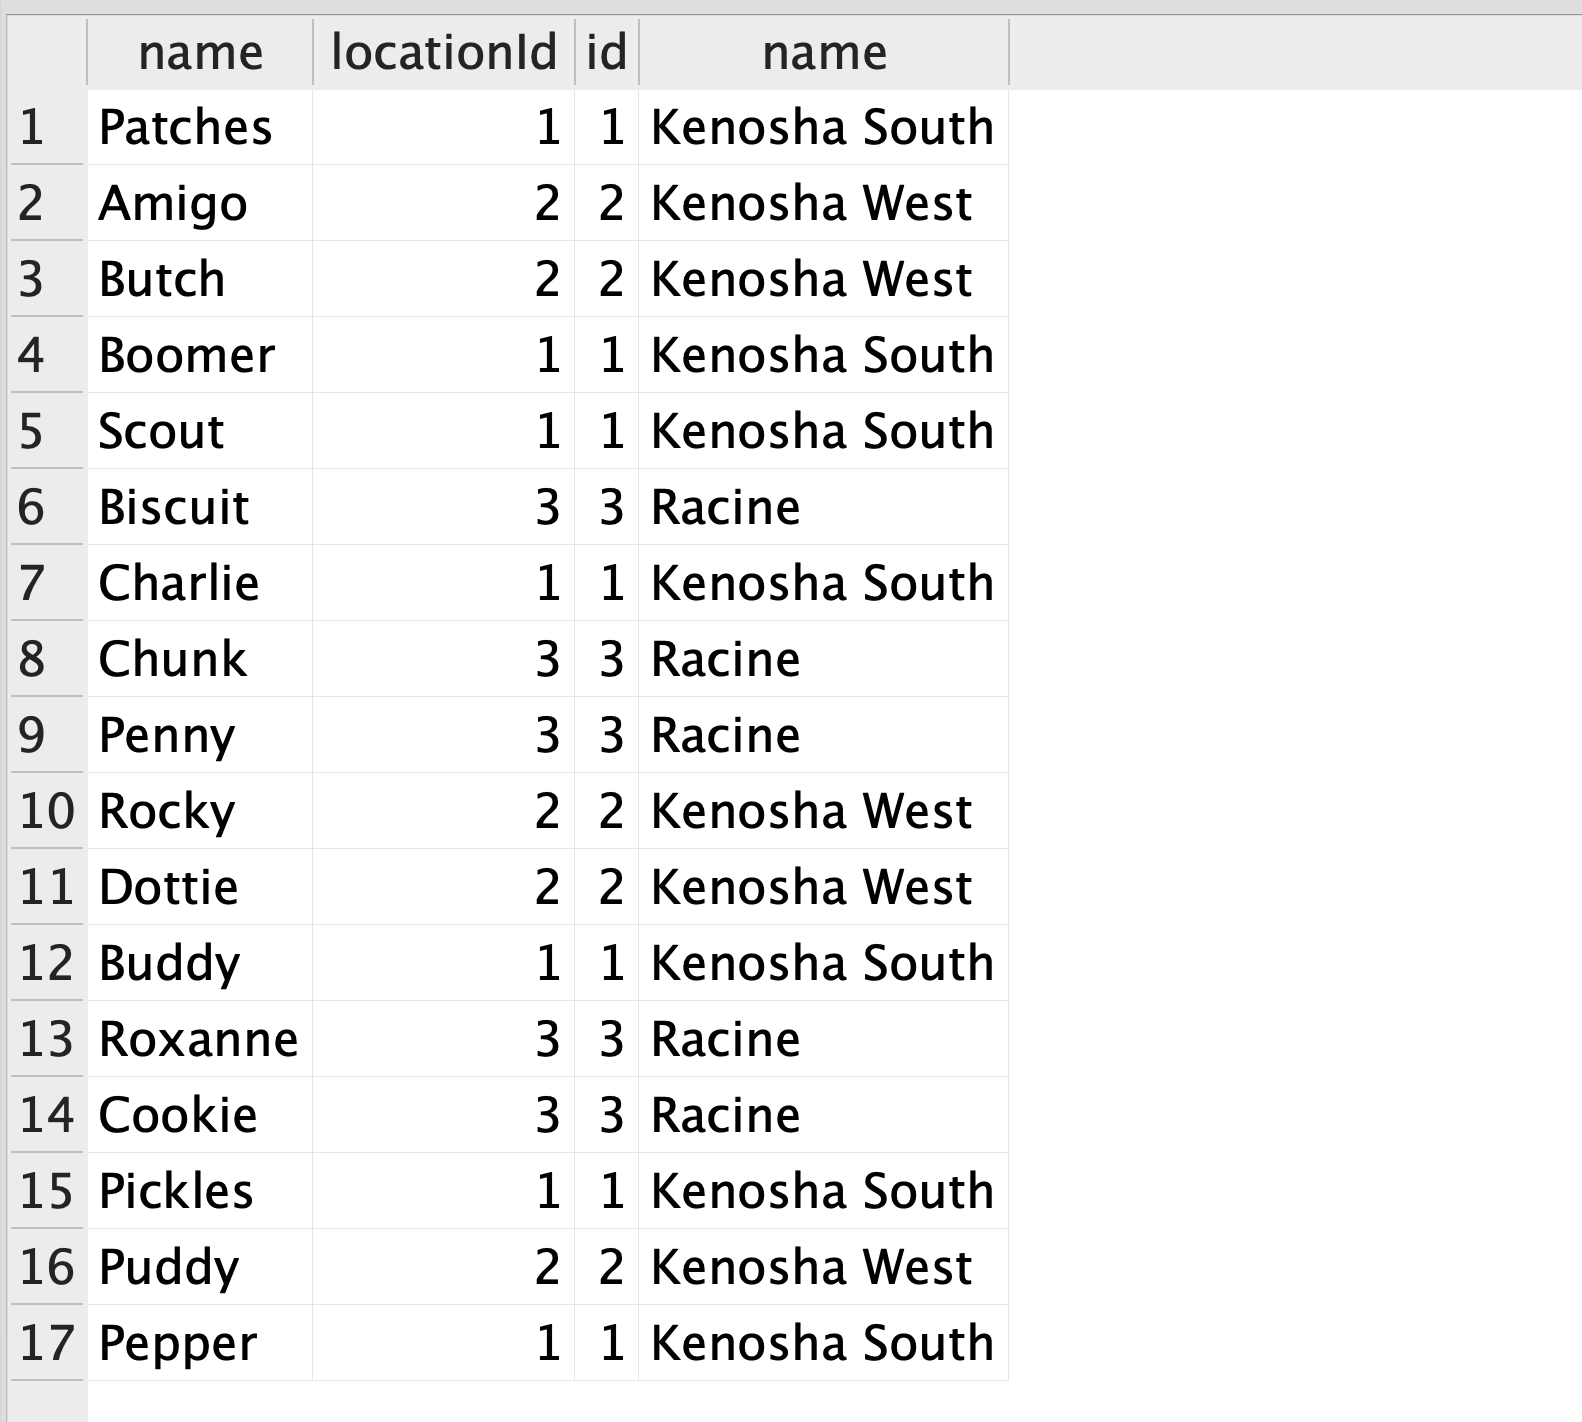 name locationId id name
1 Patches 1 1 Kenosha South
2 Amigo 2 2 Kenosha West
3 Butch 2 2 Kenosha West
4 Boomer 1 1 Kenosha South
5 Scout 1 1 Kenosha South
6 Biscuit 3 3 Racine
7 Charlie 1 1 Kenosha South
8 Chunk 3 3 Racine
9 Penny 3 3 Racine
10 Rocky 2 2 Kenosha West
11 Dottie 2 2 Kenosha West
12 Buddy 1 1 Kenosha South
13 Roxanne 3 3 Racine
14 Cookie 3 3 Racine
15 Pickles 1 1 Kenosha South
16 Puddy 2 2 Kenosha West
17 Pepper 1 1 Kenosha South